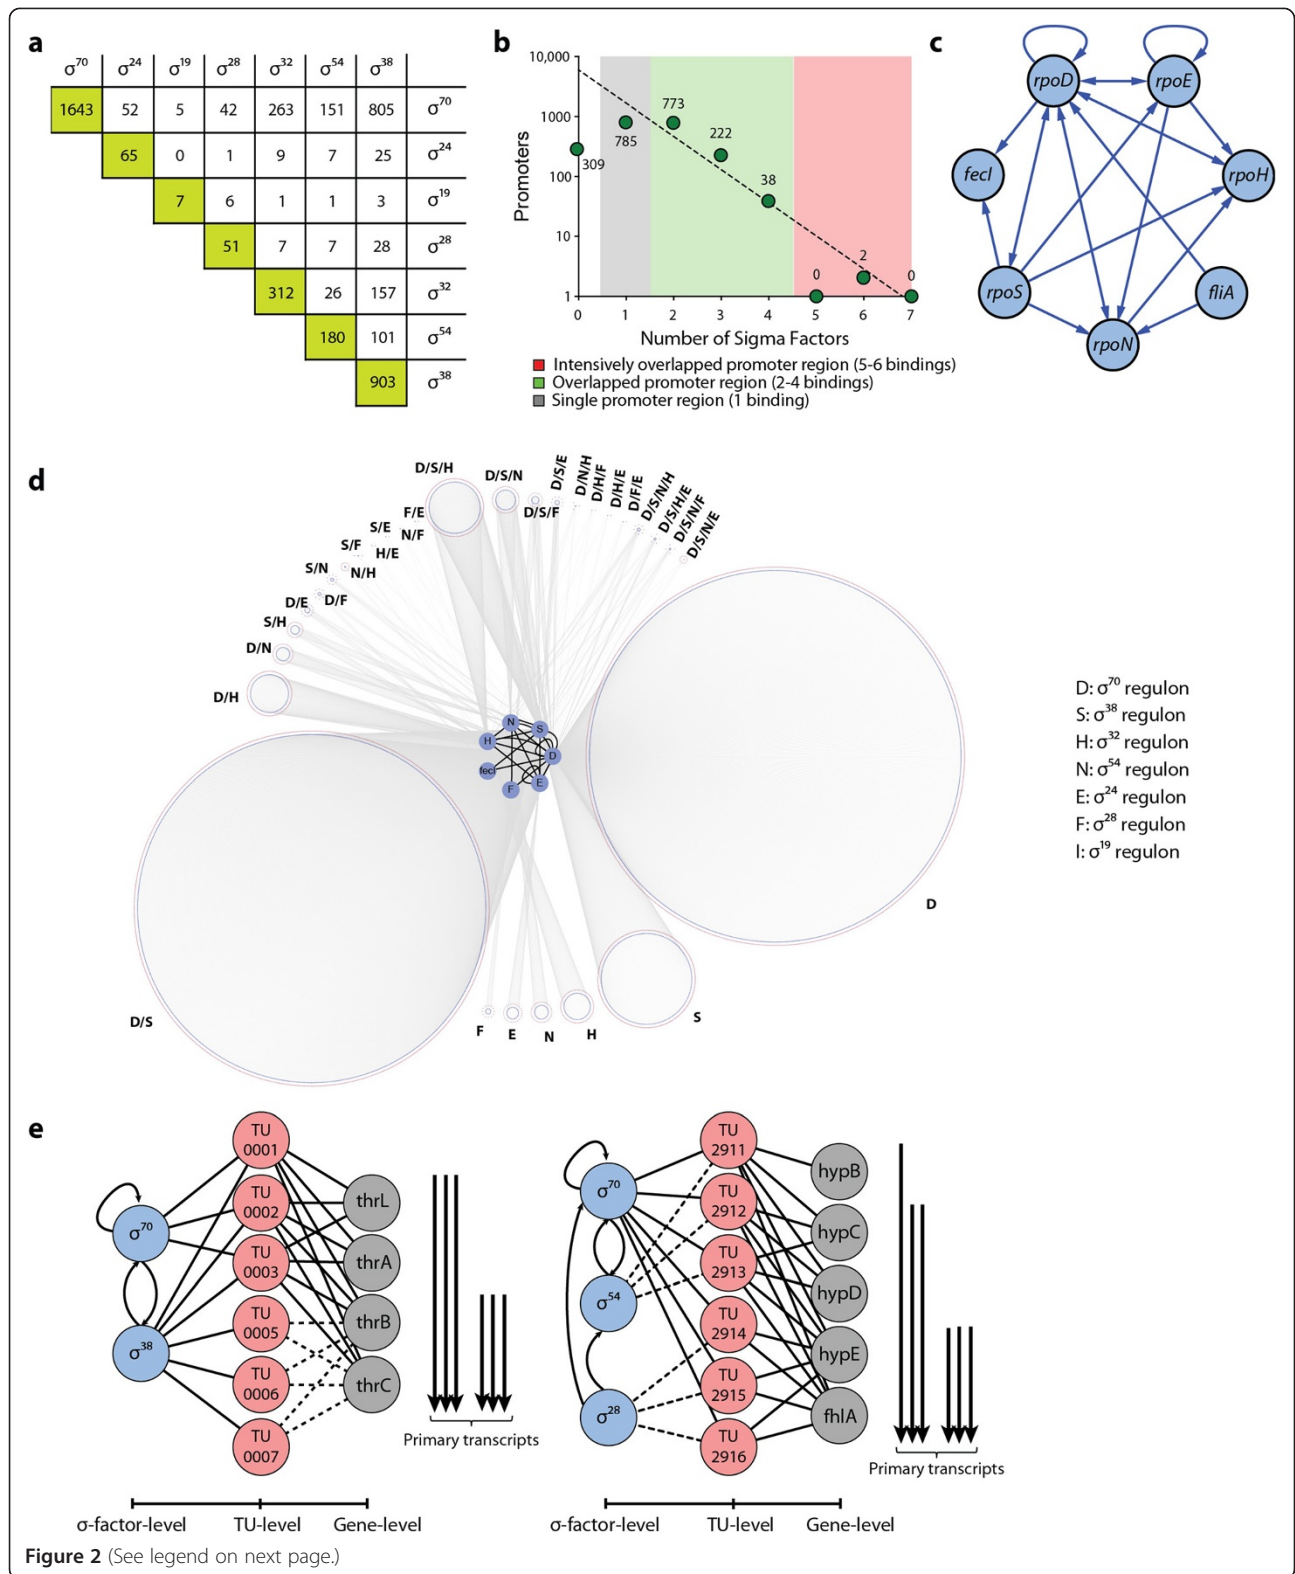 a
σ70 σ24 σ19 σ28 σ32 σ54 σ38
1643 52 5 42 263 151 805 σ70
65 0 1 9 7 25 σ24
7 6 1 1 3 σ19
51 7 7 28 σ28
312 26 157 σ32
180 101 σ54
903 σ38
b
Promoters
10,000
1000
100
10
1
309
785
773
222
38
0
2
0
0 1 2 3 4 5 6 7
Number of Sigma Factors
Intensively overlapped promoter region (5-6 bindings)
Overlapped promoter region (2-4 bindings)
Single promoter region (1 binding)
c
rpoD
rpoE
fecI
rpoH
rpoS
fliA
rpoN
d
D/S/H
D/S/N
D/S/F
D/S/E
D/N/H
D/H/F
D/H/E
D/F/E
D/S/N/H
D/S/H/E
D/S/N/F
D/S/N/E
F/E
N/F
S/E
H/E
S/F
N/H
S/N
D/F
D/E
S/H
D/N
D/H
N
S
H
D
fecI
E
F
D
D/S
F
E
N
H
S
D: σ70 regulon
S: σ38 regulon
H: σ32 regulon
N: σ54 regulon
E: σ24 regulon
F: σ28 regulon
I: σ19 regulon
e
σ70
σ38
TU 0001
TU 0002
TU 0003
TU 0005
TU 0006
TU 0007
thrL
thrA
thrB
thrC
Primary transcripts
σ-factor-level TU-level Gene-level
σ70
σ54
σ28
TU 2911
TU 2912
TU 2913
TU 2914
TU 2915
TU 2916
hypB
hypC
hypD
hypE
fhlA
Primary transcripts
σ-factor-level TU-level Gene-level
Figure 2 (See legend on next page.)